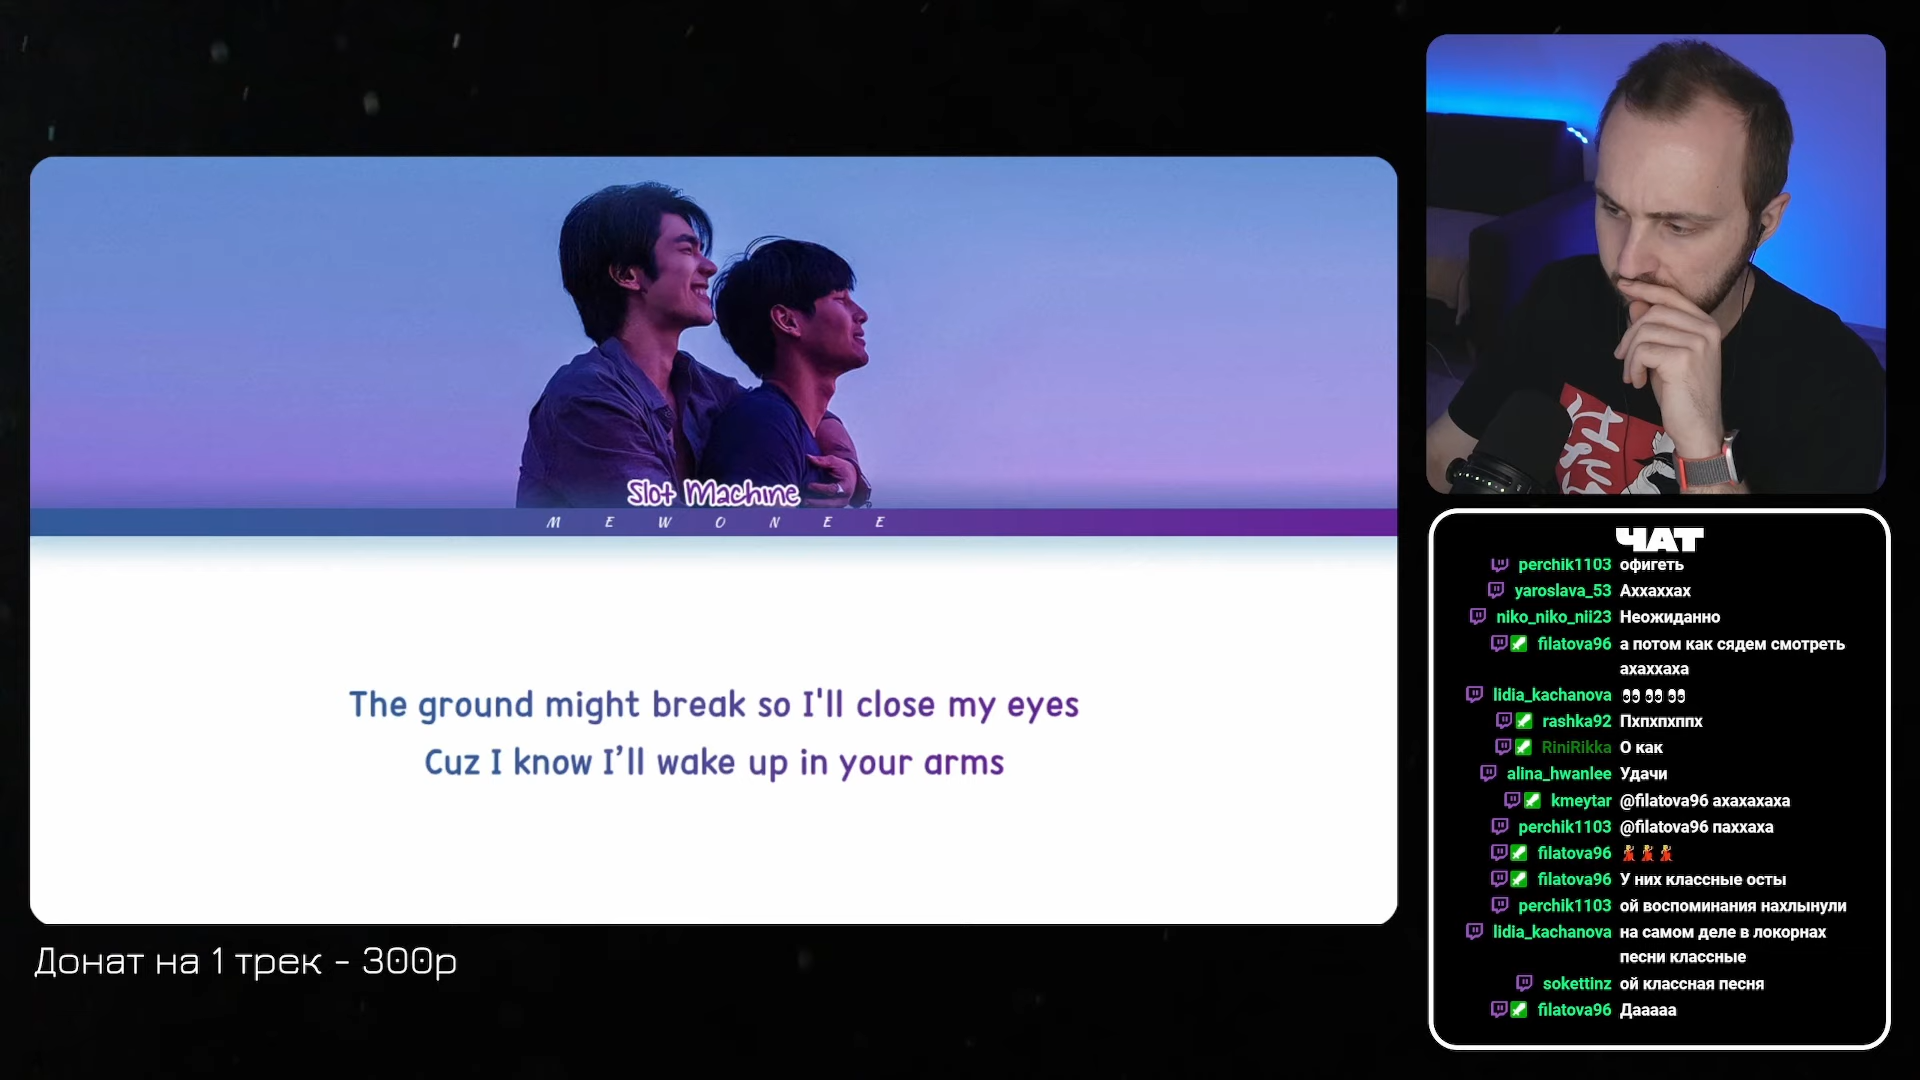 Slot Machine
M E W O N E E
The ground might break so I'll close my eyes
Cuz I know I’ll wake up in your arms
Донат на 1 трек - 300р
ЧАТ
perchik1103 офигеть
yaroslava_53 Аххаххах
niko_niko_nii23 Неожиданно
filatova96 а потом как сядем смотреть
ахаххаха
lidia_kachanova 👀 👀 👀
rashka92 Пхпхпхппх
RiniRikka О как
alina_hwanlee Удачи
kmeytar @filatova96 ахахахаха
perchik1103 @filatova96 паххаха
filatova96 💃 💃 💃
filatova96 У них классные осты
perchik1103 ой воспоминания нахлынули
lidia_kachanova на самом деле в локорнах
песни классные
sokettinz ой классная песня
filatova96 Дааааа